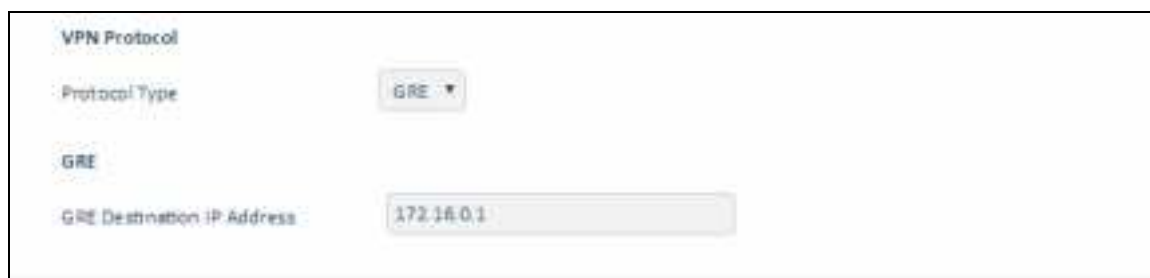 VPN Protocol
Protocol Type GRE
GRE
GRE Destination IP Address 172.16.0.1